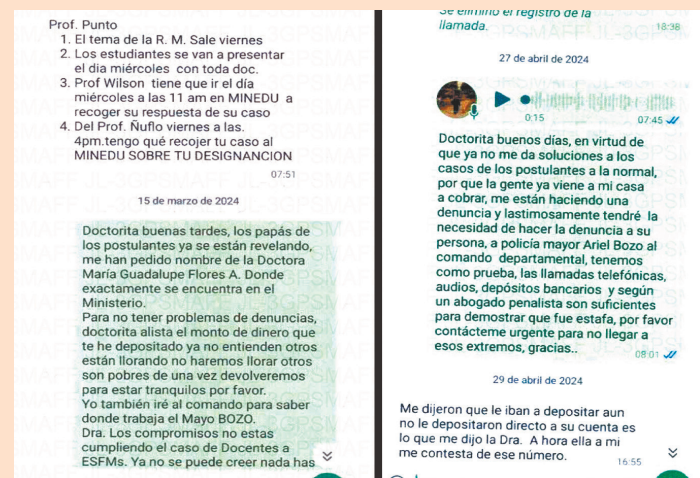 Prof. Punto
1. El tema de la R. M. Sale viernes
2. Los estudiantes se van a presentar
el dia miércoles con toda doc.
3. Prof Wilson tiene que ir el día
miércoles a las 11 am en MINEDU a
recoger su respuesta de su caso
4. Del Prof. Ñuflo viernes a las.
4pm.tengo qué recojer tu caso al
MINEDU SOBRE TU DESIGNANCION
07:51
15 de marzo de 2024
Doctorita buenas tardes, los papás de
los postulantes ya se están revelando,
me han pedido nombre de la Doctora
María Guadalupe Flores A. Donde
exactamente se encuentra en el
Ministerio.
Para no tener problemas de denuncias,
doctorita alista el monto de dinero que
te he depositado ya no entienden otros
están llorando no haremos llorar otros
son pobres de una vez devolveremos
para estar tranquilos por favor.
Yo también iré al comando para saber
donde trabaja el Mayo BOZO.
Dra. Los compromisos no estas
cumpliendo el caso de Docentes a
ESFMs. Ya no se puede creer nada has
Se eliminó el registro de la
llamada.
18:38
27 de abril de 2024
0:15
07:45
Doctorita buenos días, en virtud de
que ya no me da soluciones a los
casos de los postulantes a la normal,
por que la gente ya viene a mi casa
a cobrar, me están haciendo una
denuncia y lastimosamente tendré la
necesidad de hacer la denuncia a su
persona, a policía mayor Ariel Bozo al
comando departamental, tenemos
como prueba, las llamadas telefónicas,
audios, depósitos bancarios y según
un abogado penalista son suficientes
para demostrar que fue estafa, por favor
contácteme urgente para no llegar a
esos extremos, gracias..
08:01
29 de abril de 2024
Me dijeron que le iban a depositar aun
no le depositaron directo a su cuenta es
lo que me dijo la Dra. A hora ella a mi
me contesta de ese número.
16:55